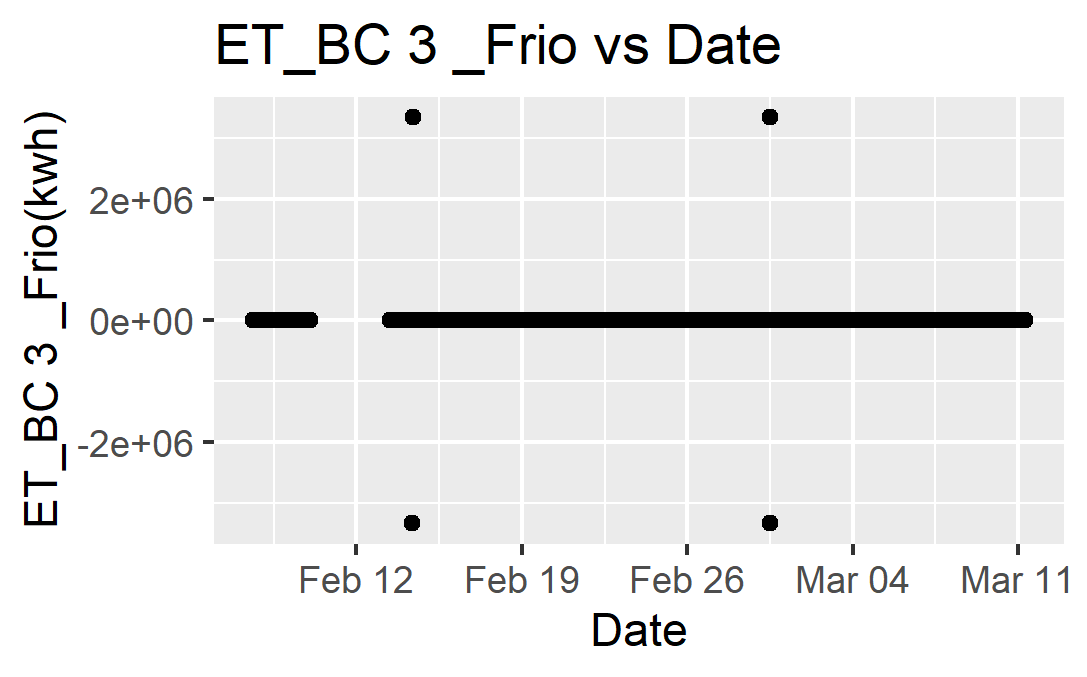 ET_BC 3 _Frio vs Date
ET_BC 3 _Frio(kwh)
2e+06
0e+00
-2e+06
Feb 12 Feb 19 Feb 26 Mar 04 Mar 11
Date